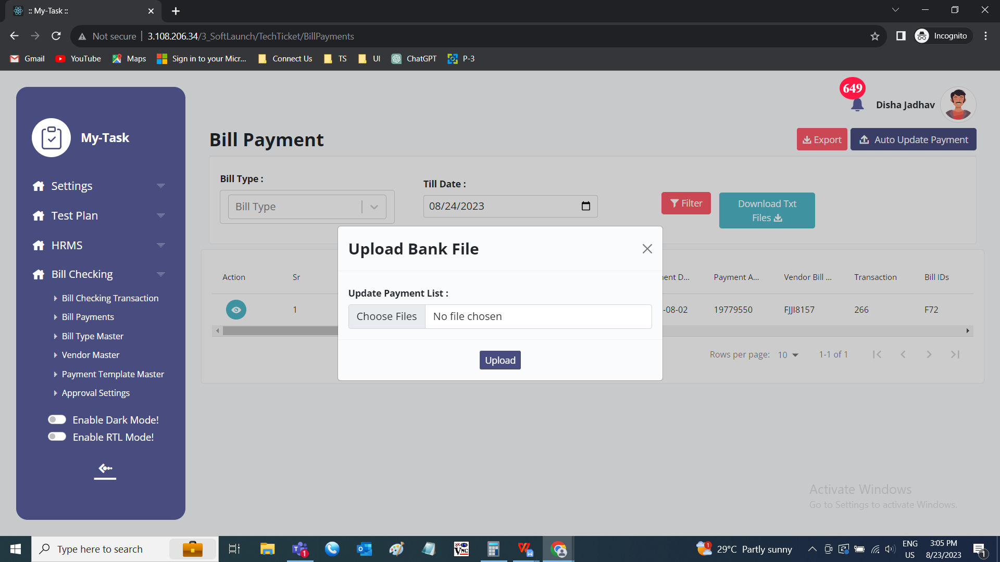 :: My-Task ::
Not secure 3.108.206.34/3_SoftLaunch/TechTicket/BillPayments
Incognito
Gmail YouTube Maps Sign in to your Micr... Connect Us TS UI ChatGPT P-3
649
Disha Jadhav
My-Task
Bill Payment
Export
Auto Update Payment
Settings
Test Plan
HRMS
Bill Checking
Bill Checking Transaction
Bill Payments
Bill Type Master
Vendor Master
Payment Template Master
Approval Settings
Enable Dark Mode!
Enable RTL Mode!
Bill Type :
Bill Type
Till Date :
08/24/2023
Filter
Download Txt
Files
Upload Bank File
Update Payment List :
Choose Files No file chosen
Upload
Action Sr ent D... Payment A... Vendor Bill ... Transaction Bill IDs
1 -08-02 19779550 FJJI8157 266 F72
Rows per page: 10 1-1 of 1
Activate Windows
Go to Settings to activate Windows.
Type here to search
1
VNC
1
29°C Partly sunny
ENG
US
3:05 PM
8/23/2023
1